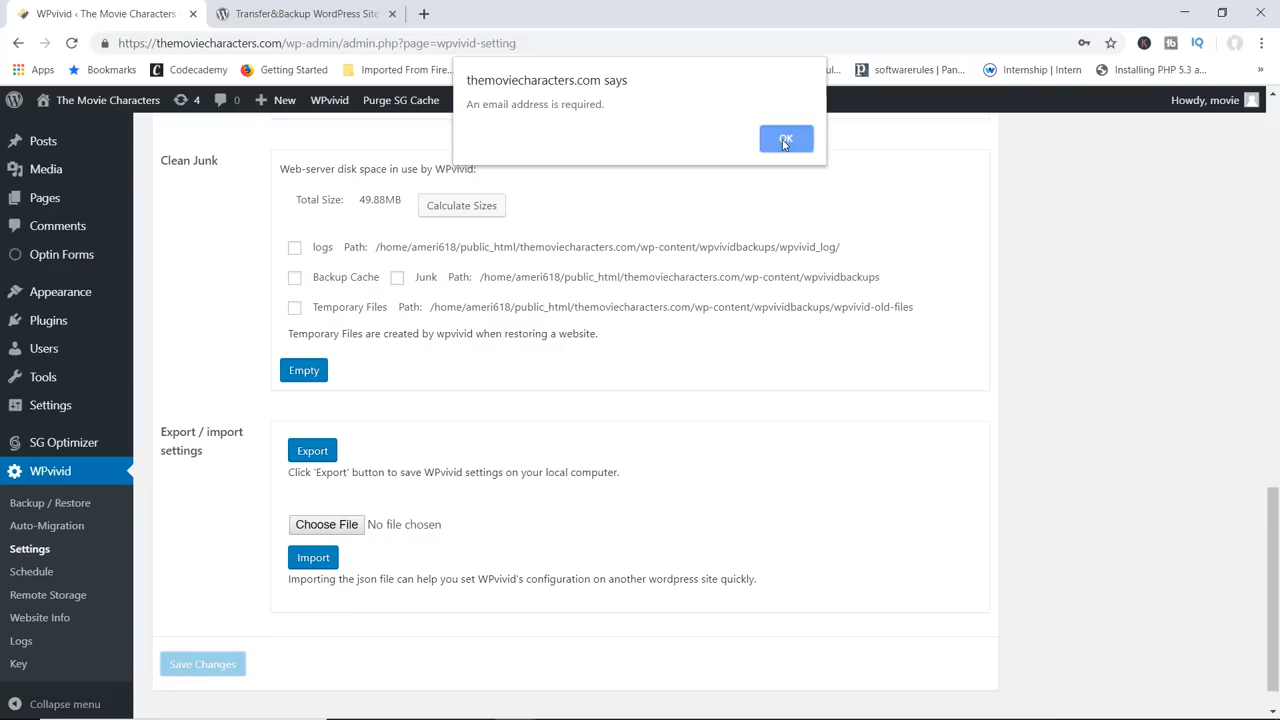 WPvivid ‹ The Movie Characters
Transfer&Backup WordPress Site
https://themoviecharacters.com/wp-admin/admin.php?page=wpvivid-setting
Apps
Bookmarks
Codecademy
Getting Started
Imported From Fire...
ul...
softwarerules | Pan...
Internship | Intern
Installing PHP 5.3 a...
themoviecharacters.com says
An email address is required.
OK
The Movie Characters
4
0
New
WPvivid
Purge SG Cache
Howdy, movie
Posts
Media
Pages
Comments
Optin Forms
Appearance
Plugins
Users
Tools
Settings
SG Optimizer
WPvivid
Backup / Restore
Auto-Migration
Settings
Schedule
Remote Storage
Website Info
Logs
Key
Collapse menu
Clean Junk
Web-server disk space in use by WPvivid:
Total Size: 49.88MB Calculate Sizes
logs Path: /home/ameri618/public_html/themoviecharacters.com/wp-content/wpvividbackups/wpvivid_log/
Backup Cache Junk Path: /home/ameri618/public_html/themoviecharacters.com/wp-content/wpvividbackups
Temporary Files Path: /home/ameri618/public_html/themoviecharacters.com/wp-content/wpvividbackups/wpvivid-old-files
Temporary Files are created by wpvivid when restoring a website.
Empty
Export / import
settings
Export
Click 'Export' button to save WPvivid settings on your local computer.
Choose File No file chosen
Import
Importing the json file can help you set WPvivid's configuration on another wordpress site quickly.
Save Changes